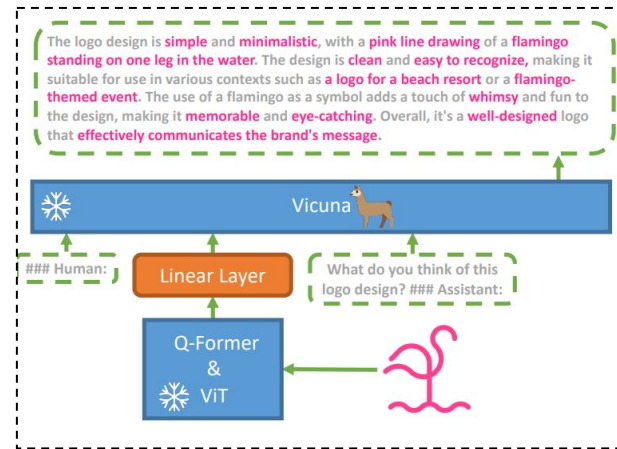 The logo design is simple and minimalistic, with a pink line drawing of a flamingo
standing on one leg in the water. The design is clean and easy to recognize, making it
suitable for use in various contexts such as a logo for a beach resort or a flamingo-
themed event. The use of a flamingo as a symbol adds a touch of whimsy and fun to
the design, making it memorable and eye-catching. Overall, it's a well-designed logo
that effectively communicates the brand's message.
Vicuna
### Human:
Linear Layer
What do you think of this
logo design? ### Assistant:
Q-Former
&
ViT